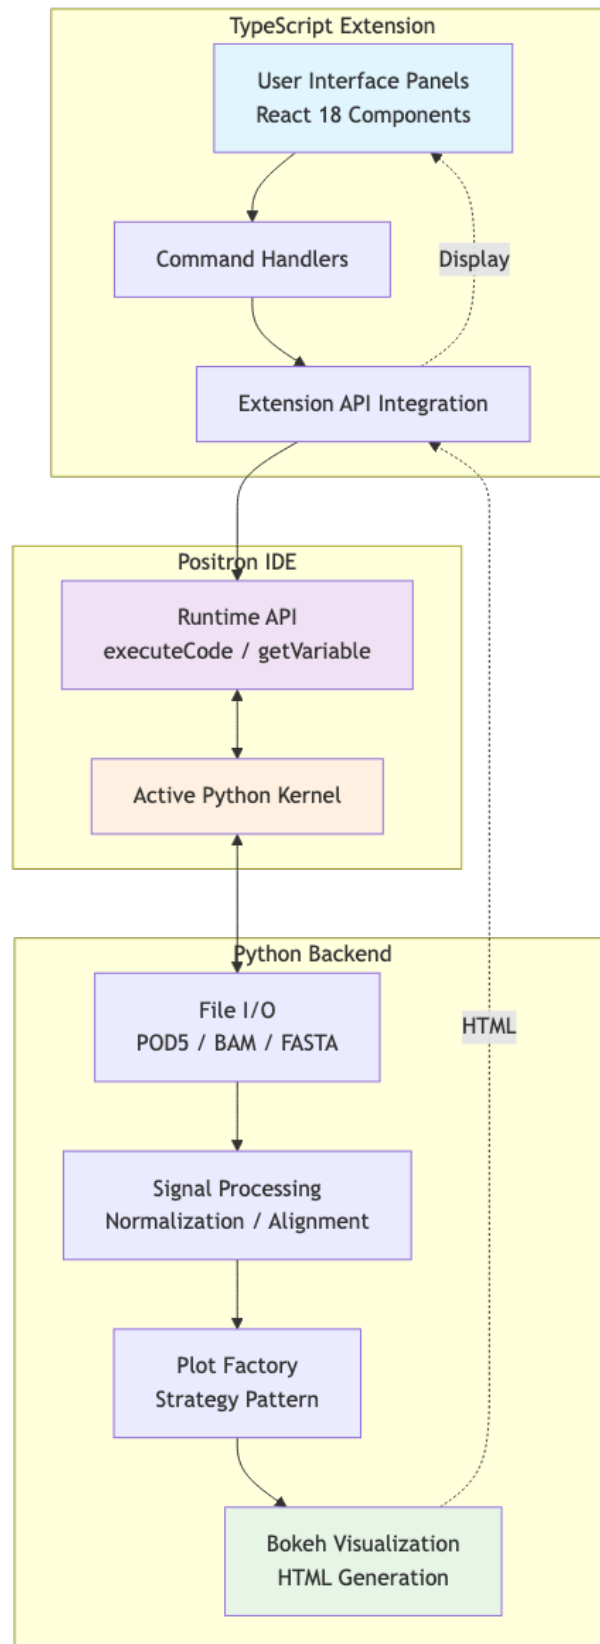 TypeScript Extension
User Interface Panels
React 18 Components
Command Handlers
Display
Extension API Integration
Positron IDE
Runtime API
executeCode / getVariable
Active Python Kernel
Python Backend
File I/O
POD5 / BAM / FASTA
HTML
Signal Processing
Normalization / Alignment
Plot Factory
Strategy Pattern
Bokeh Visualization
HTML Generation